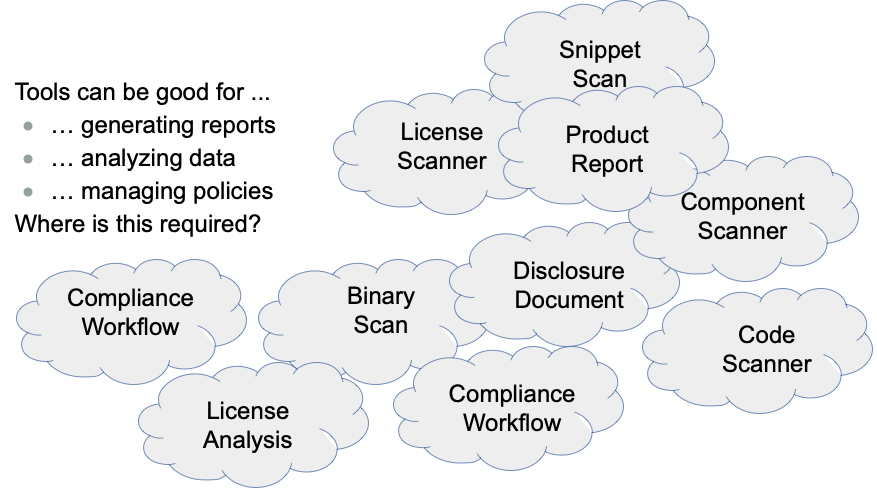 Tools can be good for ...
● … generating reports
● … analyzing data
● … managing policies
Where is this required?
Snippet
Scan
License
Scanner
Product
Report
Component
Scanner
Compliance
Workflow
Binary
Scan
Disclosure
Document
Code
Scanner
License
Analysis
Compliance
Workflow